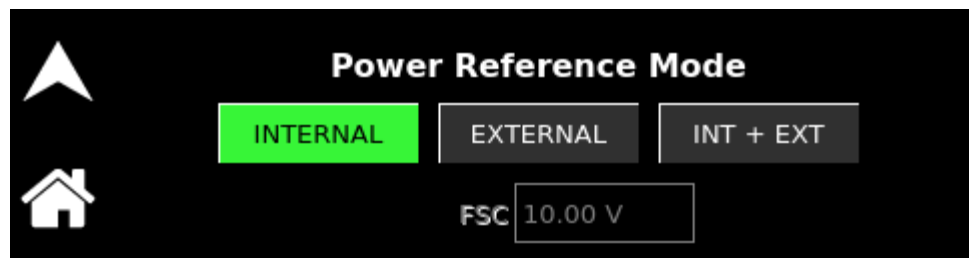 Power Reference Mode
INTERNAL EXTERNAL INT + EXT
FSC 10.00 V